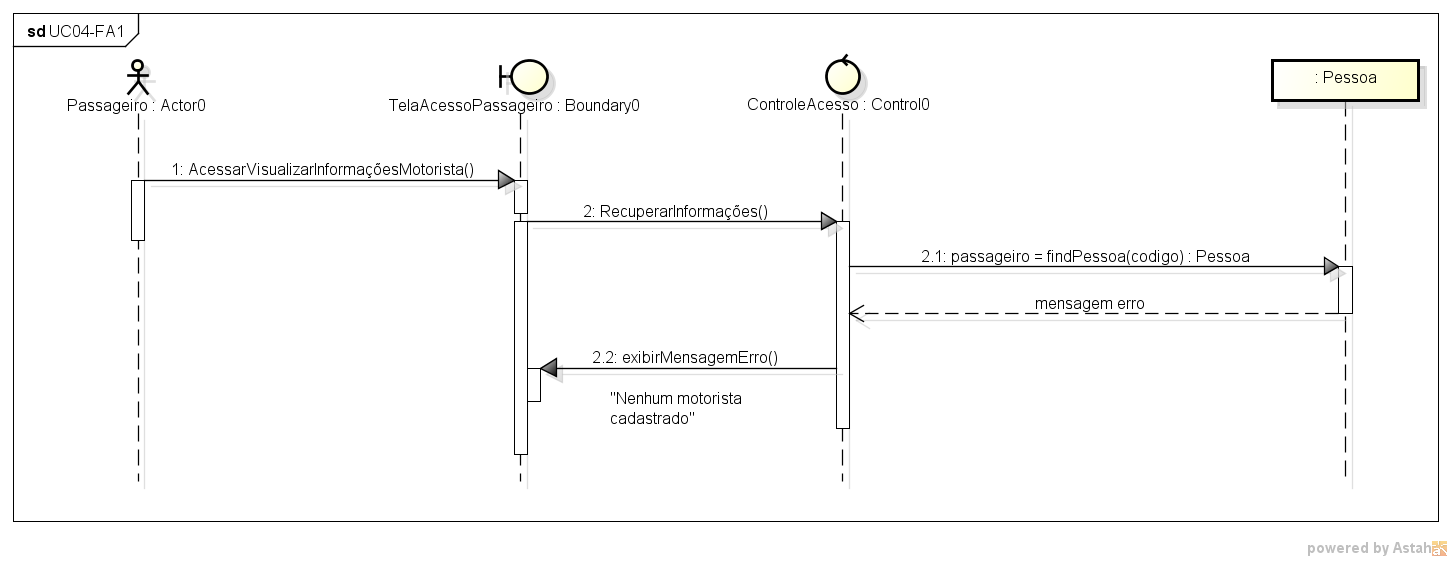 sd UC04-FA1
Passageiro : Actor0
TelaAcessoPassageiro : Boundary0
ControleAcesso : Control0
: Pessoa
1: AcessarVisualizarInformaçõesMotorista()
2: RecuperarInformações()
2.1: passageiro = findPessoa(codigo) : Pessoa
mensagem erro
2.2: exibirMensagemErro()
"Nenhum motorista
cadastrado"
powered by Astah